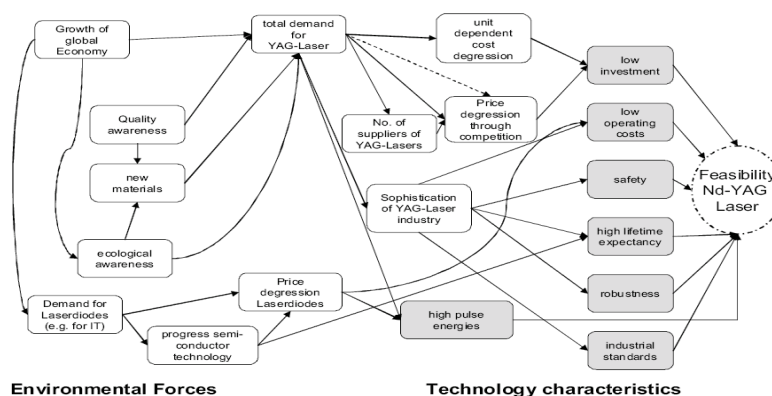 Growth of global
Economy
total demand for
YAG-Laser
unit
dependent cost
degression
low
investment
Quality
awareness
No. of
suppliers of
YAG-Lasers
Price
degression
through
competition
low
operating
costs
new
materials
Feasibility
Nd-YAG
Laser
safety
Sophistication
of YAG-Laser
industry
high lifetime
expectancy
ecological
awareness
Price
degression
Laserdiodes
robustness
Demand for
Laserdiodes
(e.g. for IT)
high pulse
energies
progress semi-
conductor
technology
industrial
standards
Environmental Forces
Technology characteristics